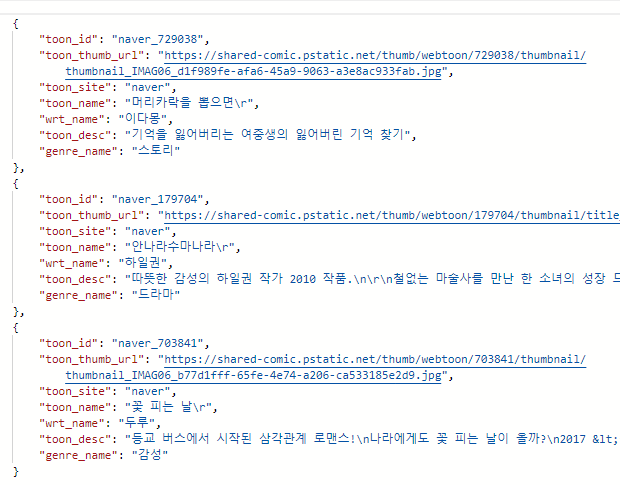 {
"toon_id": "naver_729038",
"toon_thumb_url": "https://shared-comic.pstatic.net/thumb/webtoon/729038/thumbnail/
thumbnail_IMAG06_d1f989fe-afa6-45a9-9063-a3e8ac933fab.jpg",
"toon_site": "naver",
"toon_name": "머리카락을 뽑으면\r",
"wrt_name": "이다몽",
"toon_desc": "기억을 잃어버리는 여중생의 잃어버린 기억 찾기",
"genre_name": "스토리"
},
{
"toon_id": "naver_179704",
"toon_thumb_url": "https://shared-comic.pstatic.net/thumb/webtoon/179704/thumbnail/title_
"toon_site": "naver",
"toon_name": "안나라수마나라\r",
"wrt_name": "하일권",
"toon_desc": "따뜻한 감성의 하일권 작가 2010 작품.\n\r\n철없는 마술사를 만난 한 소녀의 성장
"genre_name": "드라마"
},
{
"toon_id": "naver_703841",
"toon_thumb_url": "https://shared-comic.pstatic.net/thumb/webtoon/703841/thumbnail/
thumbnail_IMAG06_b77d1fff-65fe-4e74-a206-ca533185e2d9.jpg",
"toon_site": "naver",
"toon_name": "꽃 피는 날\r",
"wrt_name": "두루",
"toon_desc": "등교 버스에서 시작된 삼각관계 로맨스!\n나라에게도 꽃 피는 날이 올까?\n2017 &lt;
"genre_name": "감성"
}